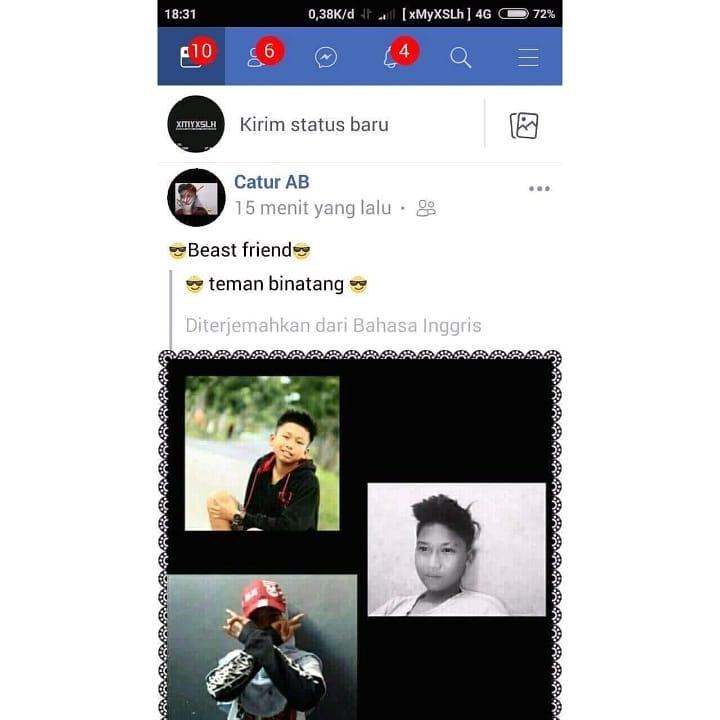 18:31 0,38K/d [ xMyXSLh ] 4G 72%
10 6 4
XMYXSLH
Kirim status baru
Catur AB
15 menit yang lalu ·
😎Beast friend😎
😎 teman binatang 😎
Diterjemahkan dari Bahasa Inggris